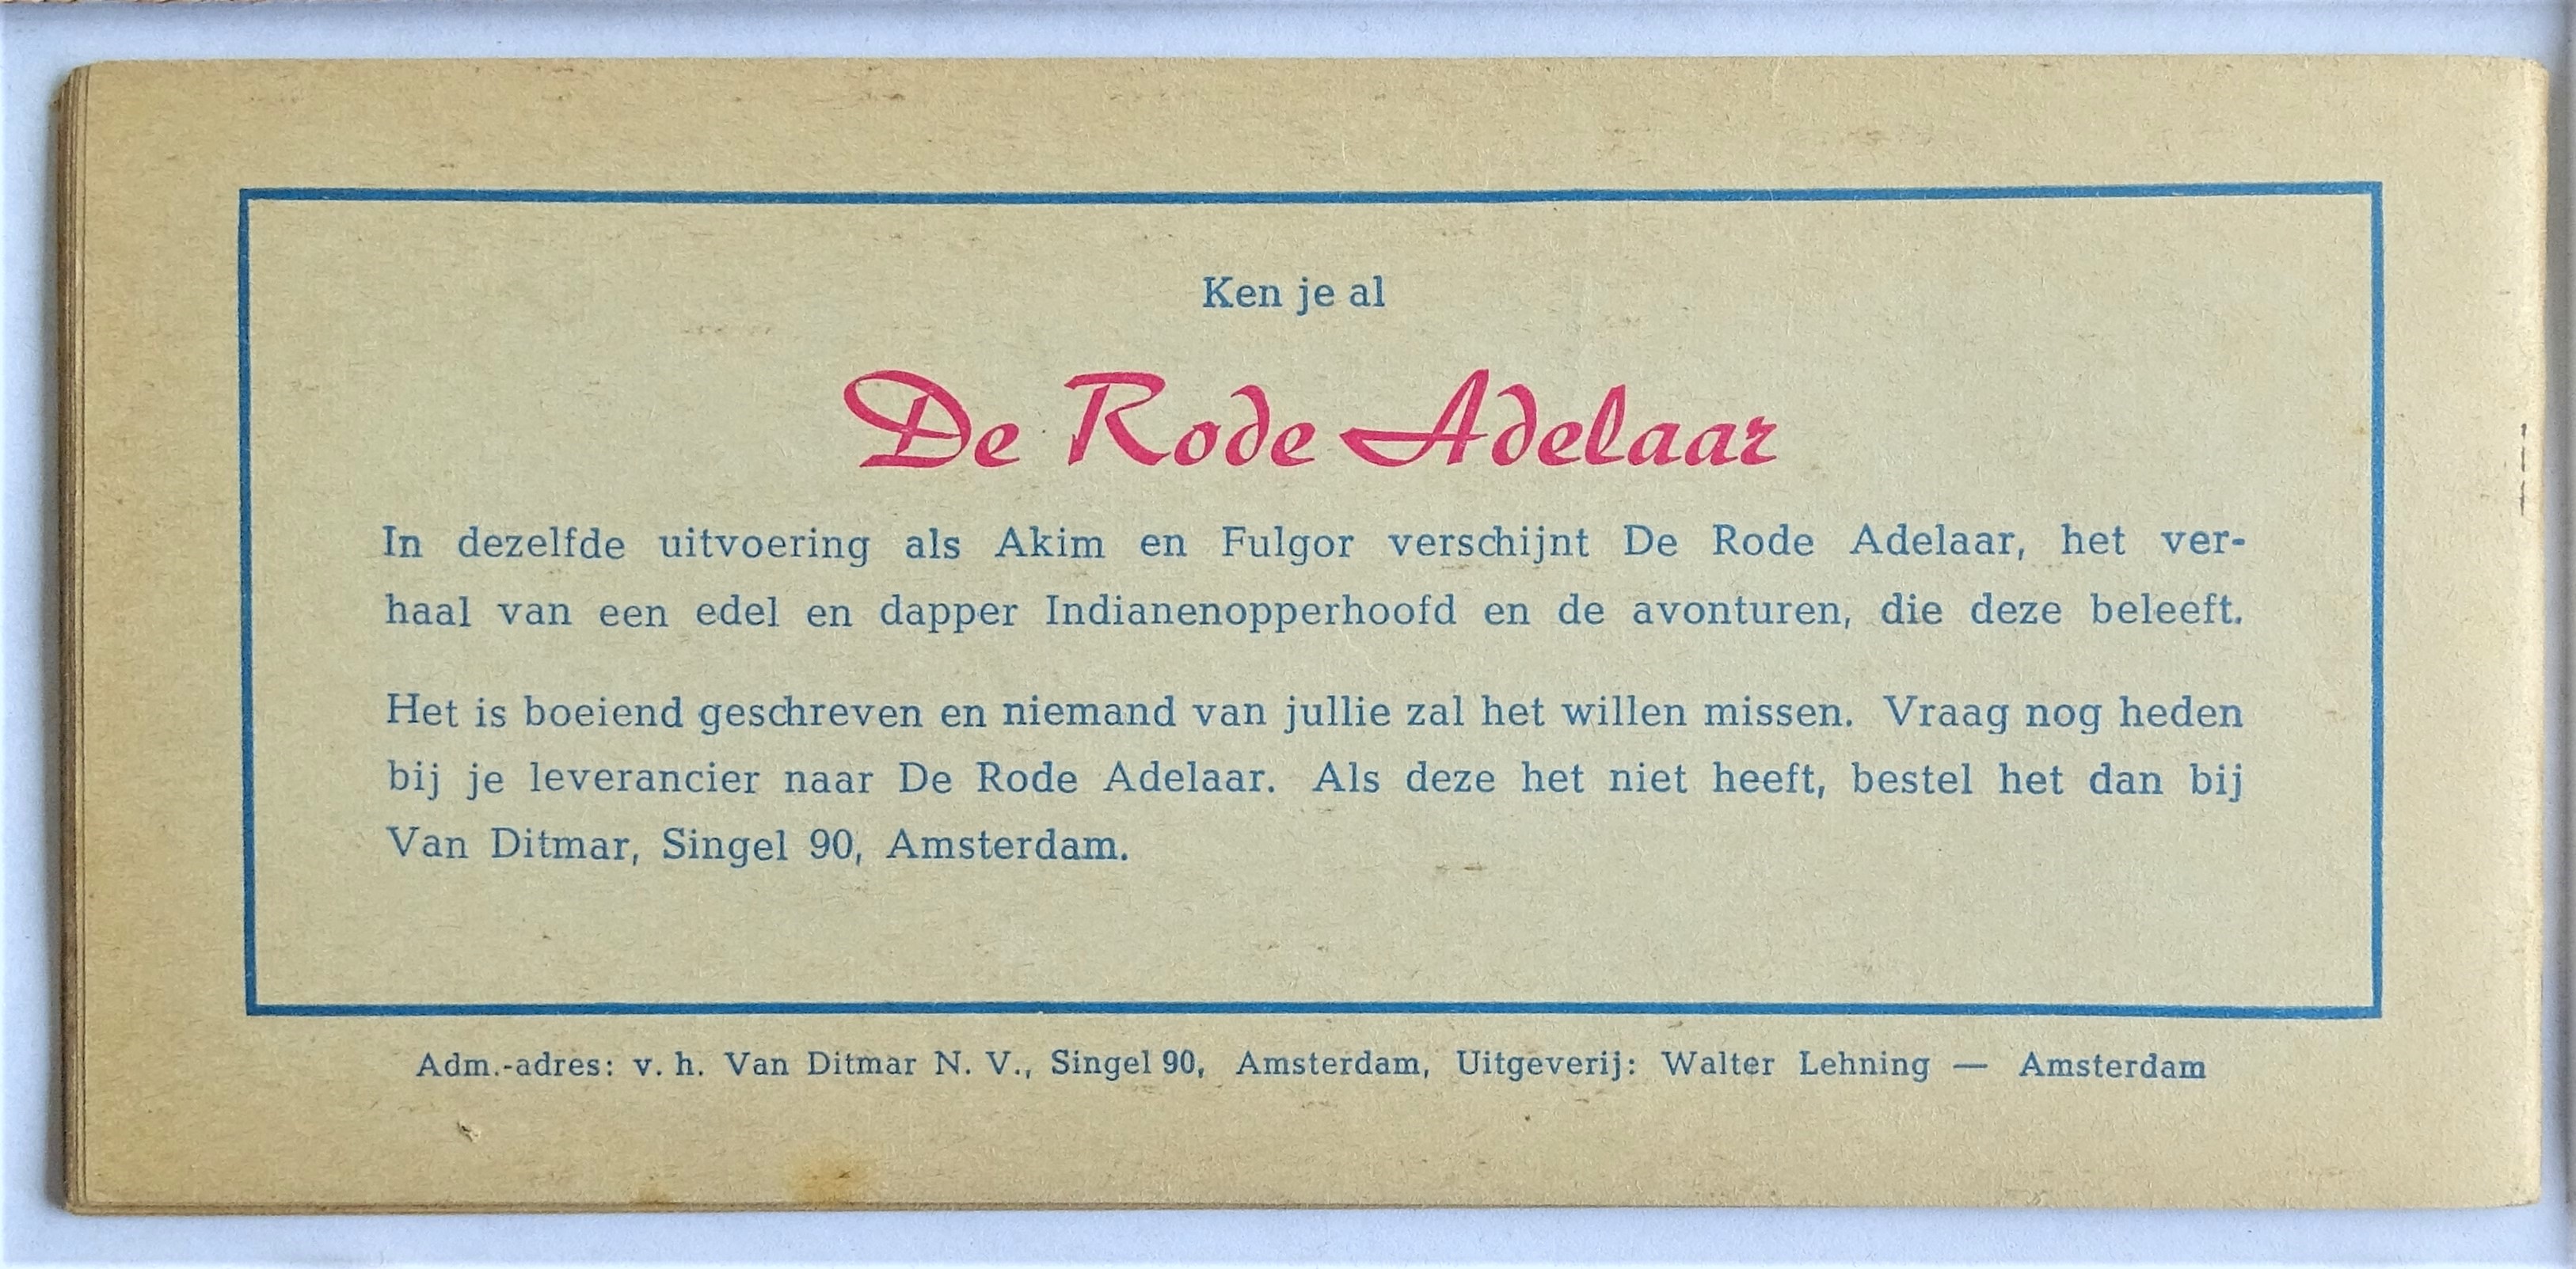 Ken je al
De Rode Adelaar
In dezelfde uitvoering als Akim en Fulgor verschijnt De Rode Adelaar, het ver-
haal van een edel en dapper Indianenopperhoofd en de avonturen, die deze beleeft.
Het is boeiend geschreven en niemand van jullie zal het willen missen. Vraag nog heden
bij je leverancier naar De Rode Adelaar. Als deze het niet heeft, bestel het dan bij
Van Ditmar, Singel 90, Amsterdam.
Adm.-adres: v. h. Van Ditmar N. V., Singel 90, Amsterdam, Uitgeverij: Walter Lehning — Amsterdam